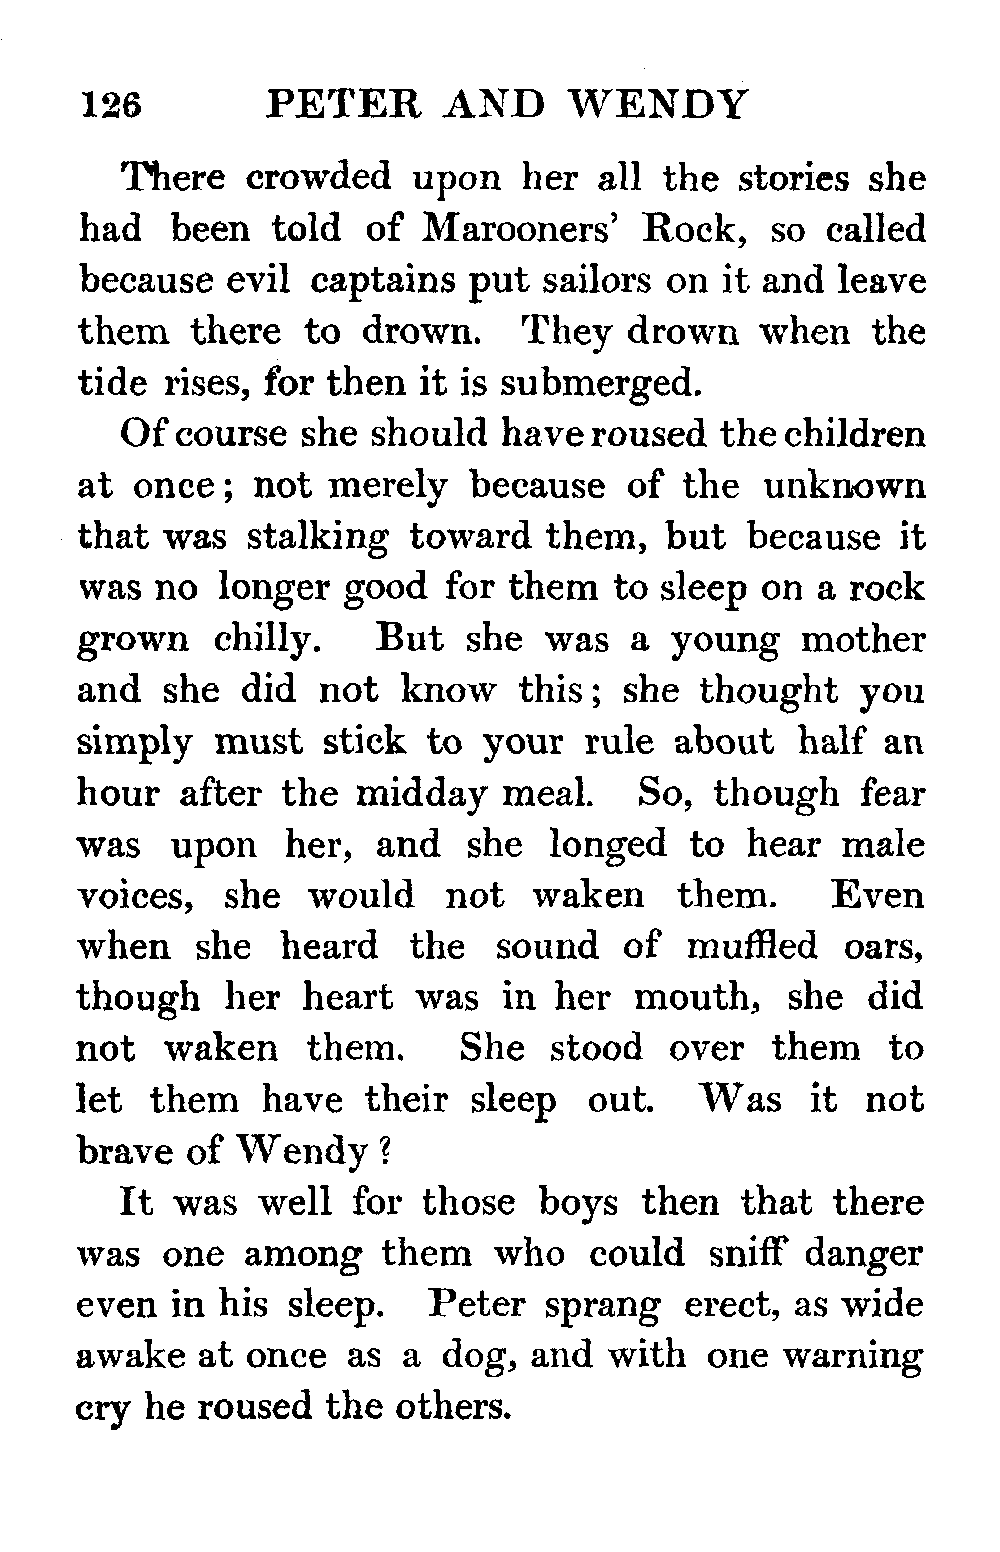 126 PETER AND WENDY
There crowded upon her all the stories she
had been told of Marooners' Rock, so called
because evil captains put sailors on it and leave
them there to drown. They drown when the
tide rises, for then it is submerged.
Of course she should have roused the children
at once; not merely because of the unknown
that was stalking toward them, but because it
was no longer good for them to sleep on a rock
grown chilly. But she was a young mother
and she did not know this; she thought you
simply must stick to your rule about half an
hour after the midday meal. So, though fear
was upon her, and she longed to hear male
voices, she would not waken them. Even
when she heard the sound of muffled oars,
though her heart was in her mouth, she did
not waken them. She stood over them to
let them have their sleep out. Was it not
brave of Wendy?
It was well for those boys then that there
was one among them who could sniff danger
even in his sleep. Peter sprang erect, as wide
awake at once as a dog, and with one warning
cry he roused the others.